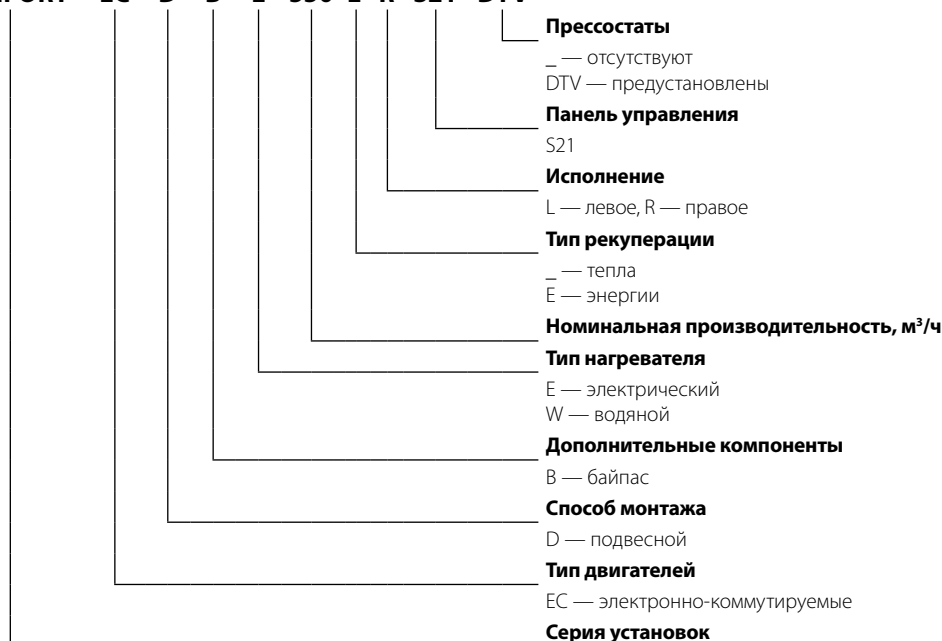 Прессостаты
_ — отсутствуют
DTV — предустановлены
Панель управления
S21
Исполнение
L — левое, R — правое
Тип рекуперации
_ — тепла
E — энергии
Номинальная производительность, м³/ч
Тип нагревателя
E — электрический
W — водяной
Дополнительные компоненты
B — байпас
Способ монтажа
D — подвесной
Тип двигателей
EC — электронно-коммутируемые
Серия установок